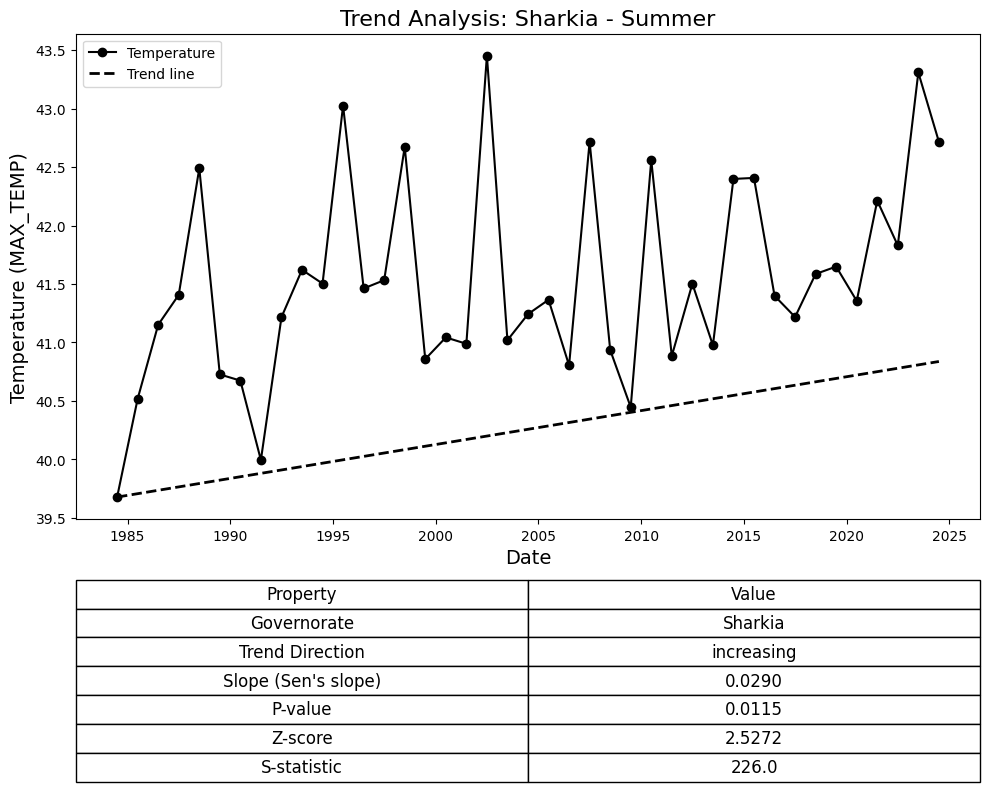 Trend Analysis: Sharkia - Summer
Temperature
Trend line
Temperature (MAX_TEMP)
43.5
43.0
42.5
42.0
41.5
41.0
40.5
40.0
39.5
1985 1990 1995 2000 2005 2010 2015 2020 2025
Date
Property Value
Governorate Sharkia
Trend Direction increasing
Slope (Sen's slope) 0.0290
P-value 0.0115
Z-score 2.5272
S-statistic 226.0